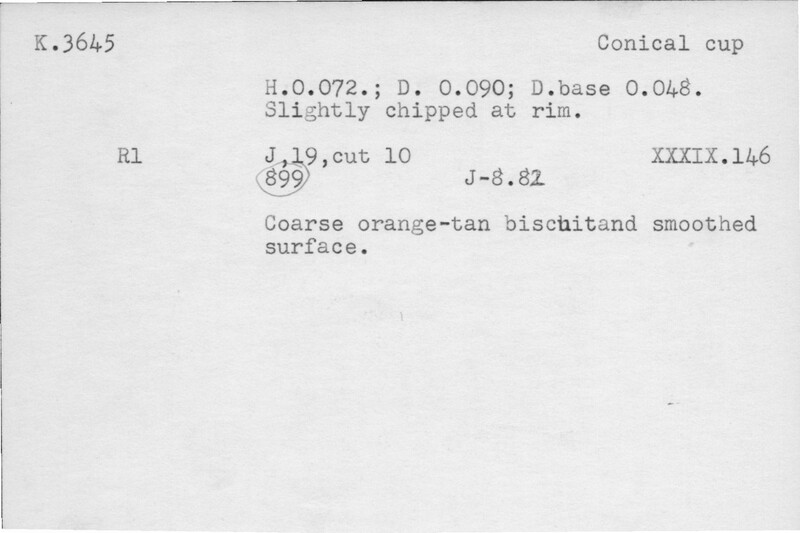 K.3645 Conical cup
H.0.072.; D. 0.090; D.base 0.048.
Slightly chipped at rim.
R1 J,19,cut 10 XXXIX.146
899 J-8.82
Coarse orange-tan biscuitand smoothed
surface.